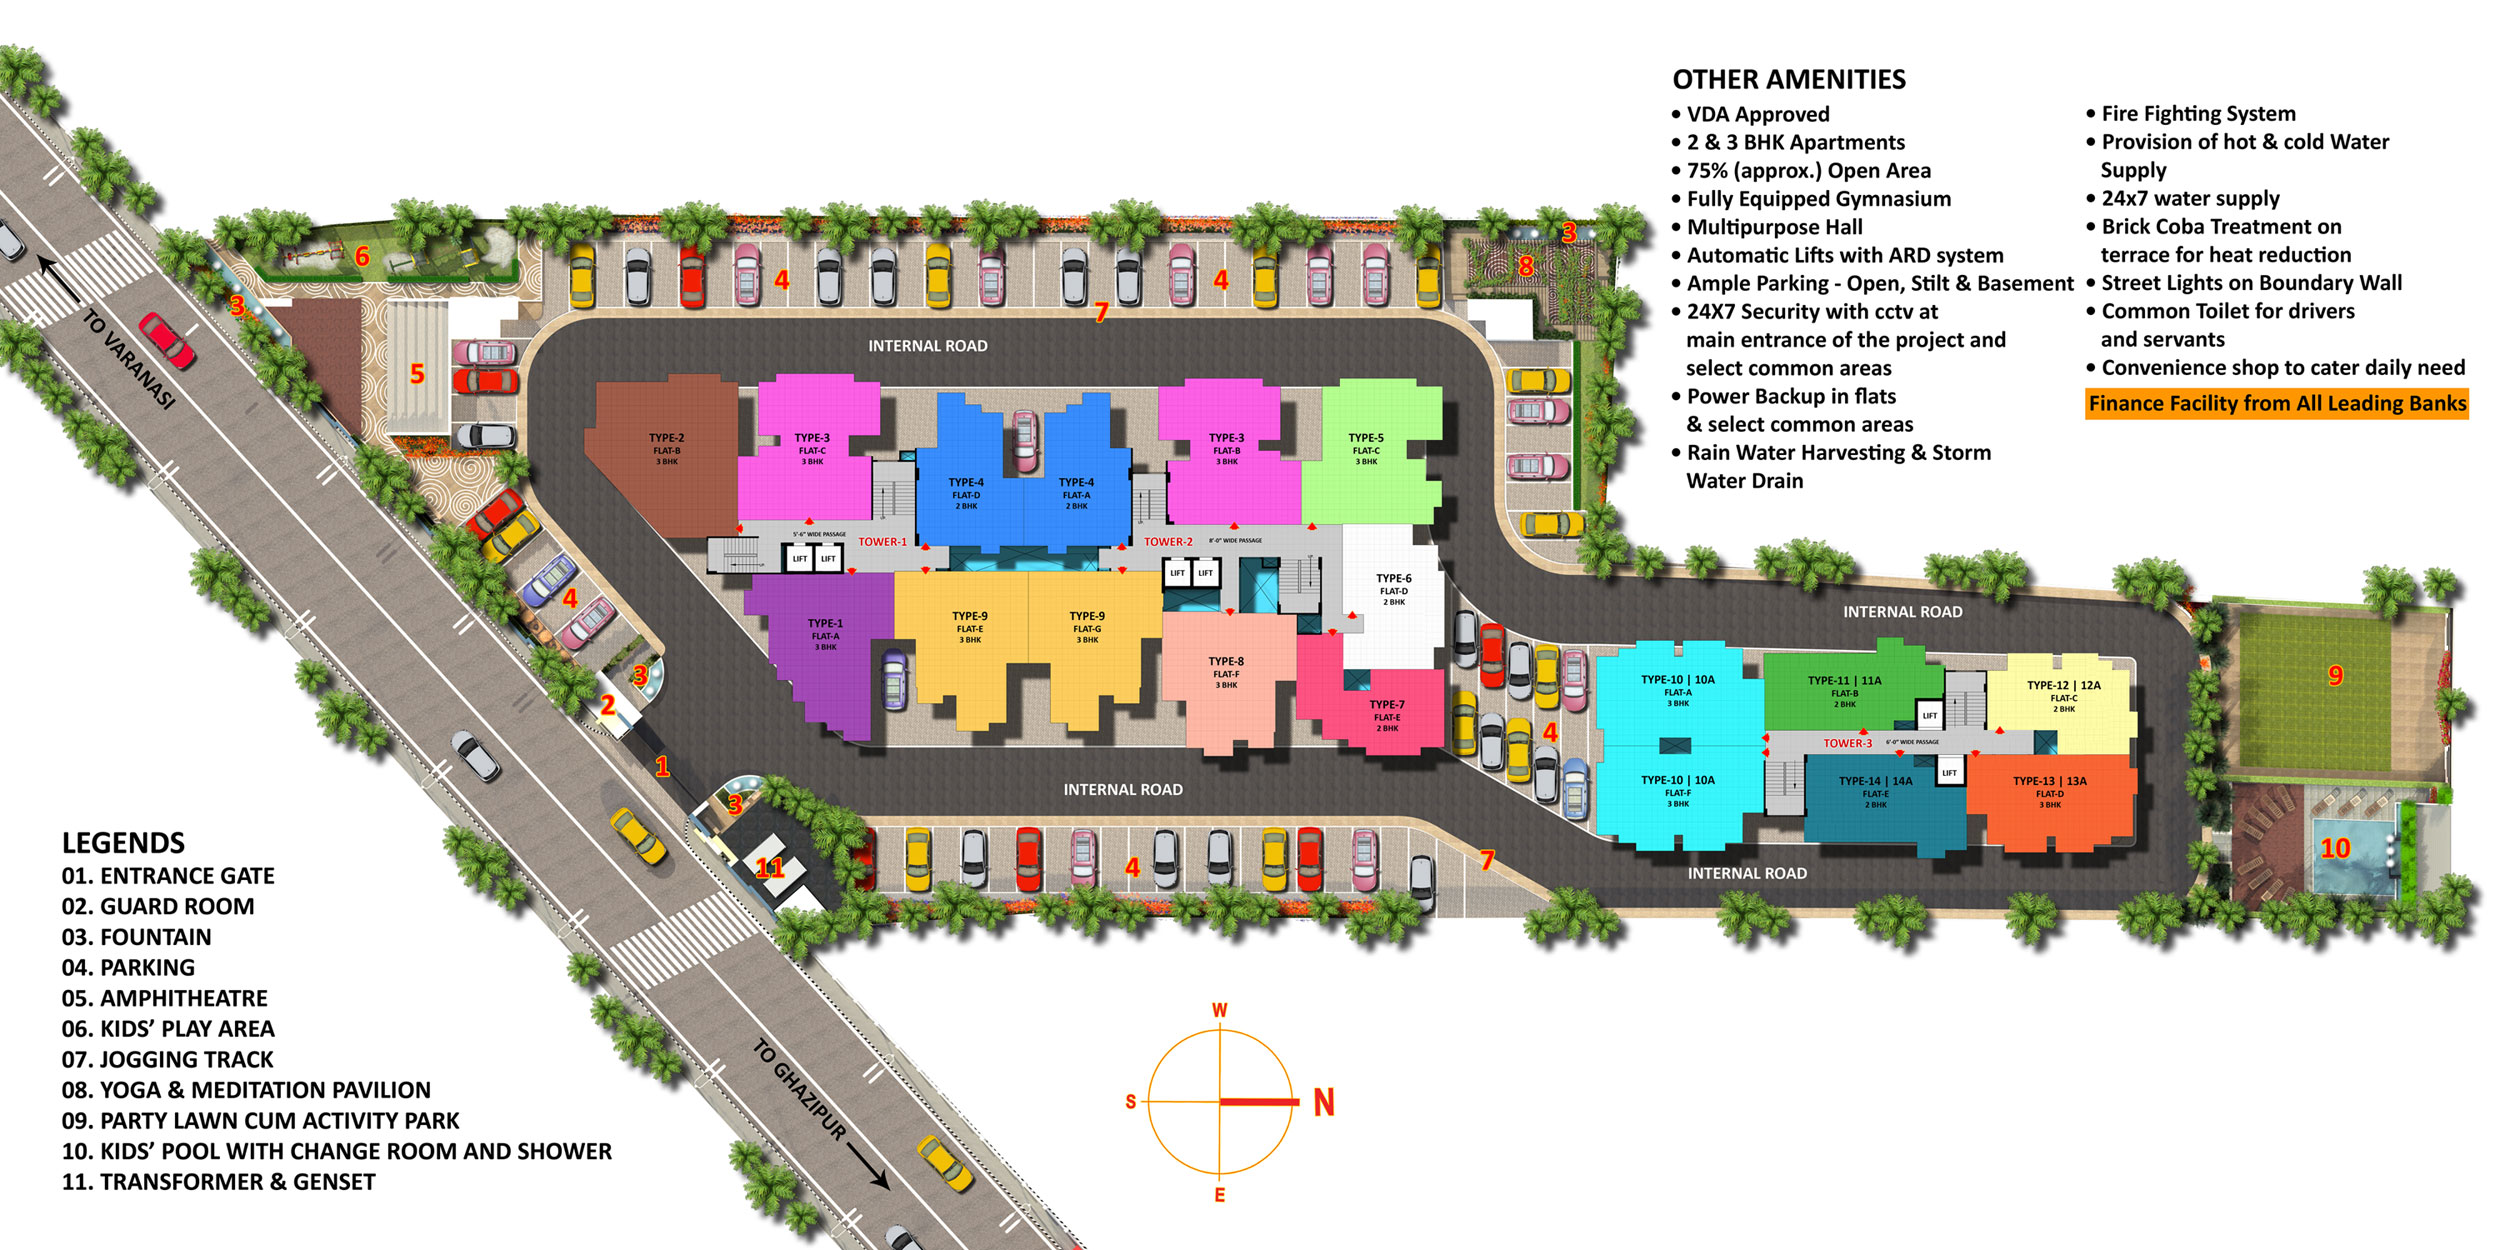 OTHER AMENITIES
• VDA Approved
• 2 & 3 BHK Apartments
• 75% (approx.) Open Area
• Fully Equipped Gymnasium
• Multipurpose Hall
• Automatic Lifts with ARD system
• Ample Parking - Open, Stilt & Basement
• 24X7 Security with cctv at
main entrance of the project and
select common areas
• Power Backup in flats
& select common areas
• Rain Water Harvesting & Storm
Water Drain
• Fire Fighting System
• Provision of hot & cold Water
Supply
• 24x7 water supply
• Brick Coba Treatment on
terrace for heat reduction
• Street Lights on Boundary Wall
• Common Toilet for drivers
and servants
• Convenience shop to cater daily need
Finance Facility from All Leading Banks
3
6
4
4
8
3
7
5
TO VARANASI
INTERNAL ROAD
TYPE-2
FLAT-B
3 BHK
TYPE-3
FLAT-C
3 BHK
TYPE-4
FLAT-D
2 BHK
TYPE-4
FLAT-A
2 BHK
TYPE-3
FLAT-B
3 BHK
TYPE-5
FLAT-C
3 BHK
UP
UP
5'-6" WIDE PASSAGE
TOWER-1
TOWER-2
8'-0" WIDE PASSAGE
LIFT
LIFT
LIFT
LIFT
UP
UP
TYPE-6
FLAT-D
2 BHK
TYPE-1
FLAT-A
3 BHK
TYPE-9
FLAT-E
3 BHK
TYPE-9
FLAT-G
3 BHK
TYPE-8
FLAT-F
3 BHK
TYPE-7
FLAT-E
2 BHK
4
3
2
1
3
11
INTERNAL ROAD
4
7
4
INTERNAL ROAD
TYPE-10 | 10A
FLAT-A
3 BHK
TYPE-11 | 11A
FLAT-B
2 BHK
TYPE-12 | 12A
FLAT-C
2 BHK
LIFT
TOWER-3
6'-0" WIDE PASSAGE
LIFT
TYPE-10 | 10A
FLAT-F
3 BHK
TYPE-14 | 14A
FLAT-E
2 BHK
TYPE-13 | 13A
FLAT-D
3 BHK
INTERNAL ROAD
9
10
LEGENDS
01. ENTRANCE GATE
02. GUARD ROOM
03. FOUNTAIN
04. PARKING
05. AMPHITHEATRE
06. KIDS' PLAY AREA
07. JOGGING TRACK
08. YOGA & MEDITATION PAVILION
09. PARTY LAWN CUM ACTIVITY PARK
10. KIDS' POOL WITH CHANGE ROOM AND SHOWER
11. TRANSFORMER & GENSET
TO GHAZIPUR
W
S
N
E